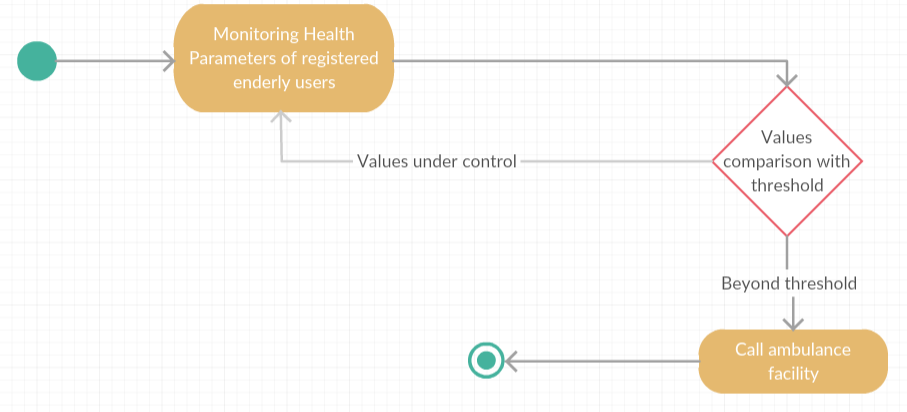 Monitoring Health
Parameters of registered
enderly users
Values
comparison with
threshold
Values under control
Beyond threshold
Call ambulance
facility